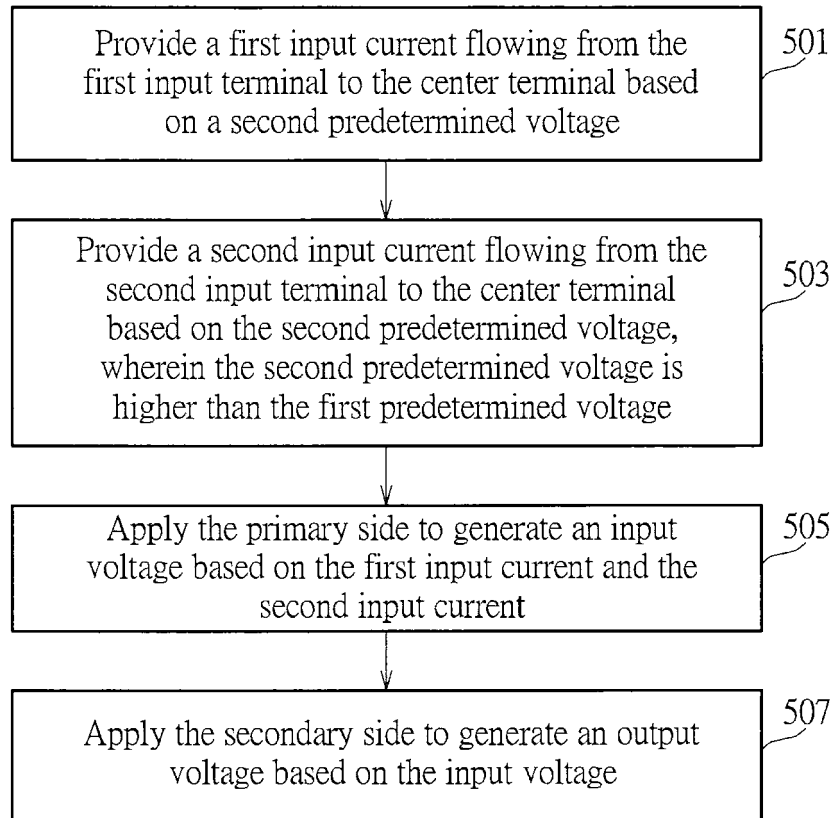 Provide a first input current flowing from the
first input terminal to the center terminal based
on a second predetermined voltage
501
Provide a second input current flowing from the
second input terminal to the center terminal
based on the second predetermined voltage,
wherein the second predetermined voltage is
higher than the first predetermined voltage
503
Apply the primary side to generate an input
voltage based on the first input current and the
second input current
505
Apply the secondary side to generate an output
voltage based on the input voltage
507